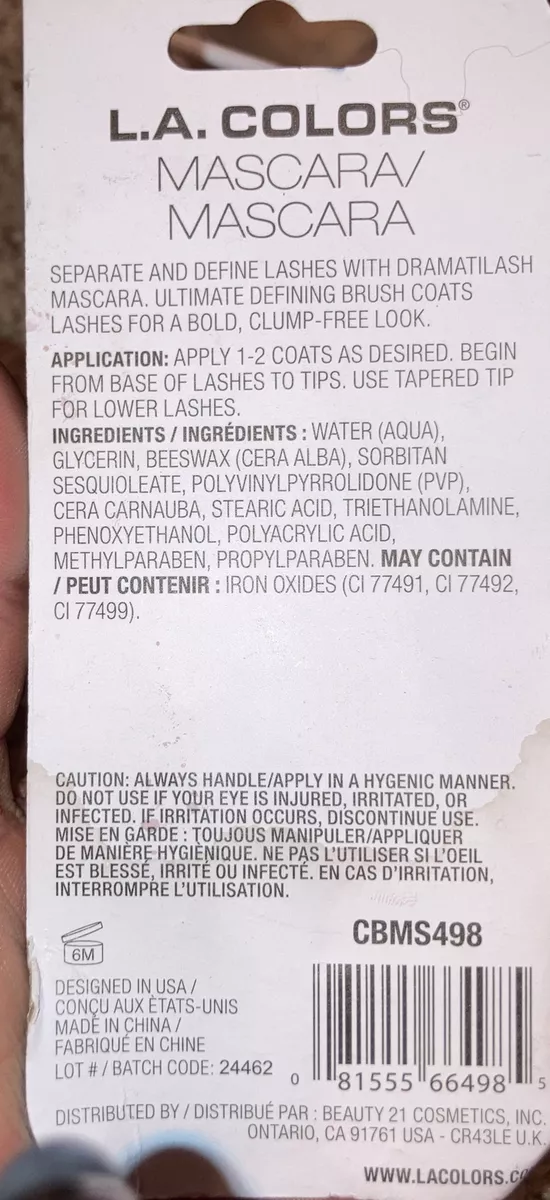 L.A. COLORS®
MASCARA/
MASCARA
SEPARATE AND DEFINE LASHES WITH DRAMATILASH
MASCARA. ULTIMATE DEFINING BRUSH COATS
LASHES FOR A BOLD, CLUMP-FREE LOOK.
APPLICATION: APPLY 1-2 COATS AS DESIRED. BEGIN
FROM BASE OF LASHES TO TIPS. USE TAPERED TIP
FOR LOWER LASHES.
INGREDIENTS / INGRÉDIENTS : WATER (AQUA),
GLYCERIN, BEESWAX (CERA ALBA), SORBITAN
SESQUIOLEATE, POLYVINYLPYRROLIDONE (PVP),
CERA CARNAUBA, STEARIC ACID, TRIETHANOLAMINE,
PHENOXYETHANOL, POLYACRYLIC ACID,
METHYLPARABEN, PROPYLPARABEN. MAY CONTAIN
/ PEUT CONTENIR : IRON OXIDES (CI 77491, CI 77492,
CI 77499).
CAUTION: ALWAYS HANDLE/APPLY IN A HYGENIC MANNER.
DO NOT USE IF YOUR EYE IS INJURED, IRRITATED, OR
INFECTED. IF IRRITATION OCCURS, DISCONTINUE USE.
MISE EN GARDE : TOUJOUS MANIPULER/APPLIQUER
DE MANIÈRE HYGIÈNIQUE. NE PAS L'UTILISER SI L'OEIL
EST BLESSÉ, IRRITÉ OU INFECTÉ. EN CAS D'IRRITATION,
INTERROMPRE L'UTILISATION.
CBMS498
6M
DESIGNED IN USA /
CONÇU AUX ÈTATS-UNIS
MADE IN CHINA /
FABRIQUÉ EN CHINE
LOT # / BATCH CODE: 24462
0 81555 66498 5
DISTRIBUTED BY / DISTRIBUÉ PAR : BEAUTY 21 COSMETICS, INC.
ONTARIO, CA 91761 USA - CR43LE U.K.
WWW.LACOLORS.C